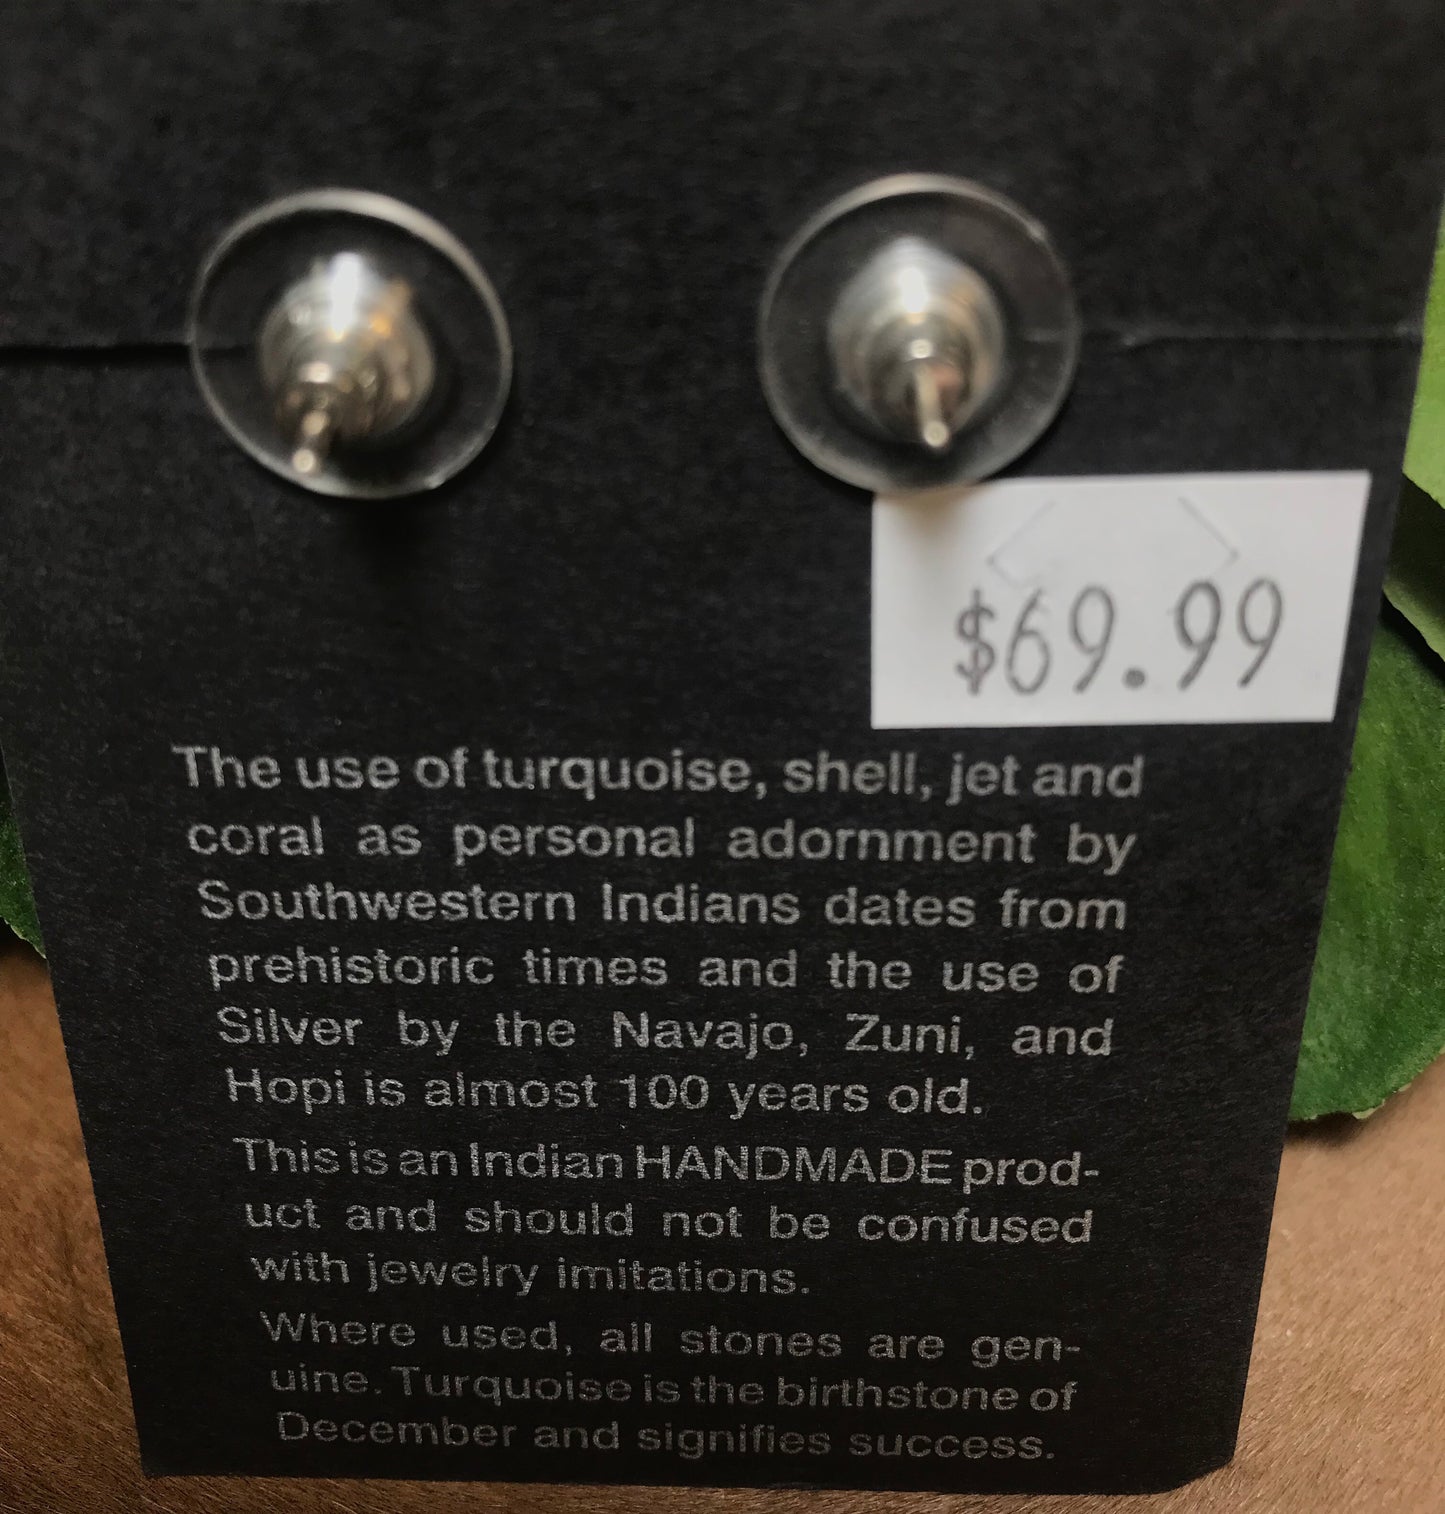 $69.99
The use of turquoise, shell, jet and
coral as personal adornment by
Southwestern Indians dates from
prehistoric times and the use of
Silver by the Navajo, Zuni, and
Hopi is almost 100 years old.
This is an Indian HANDMADE prod-
uct and should not be confused
with jewelry imitations.
Where used, all stones are gen-
uine. Turquoise is the birthstone of
December and signifies success.